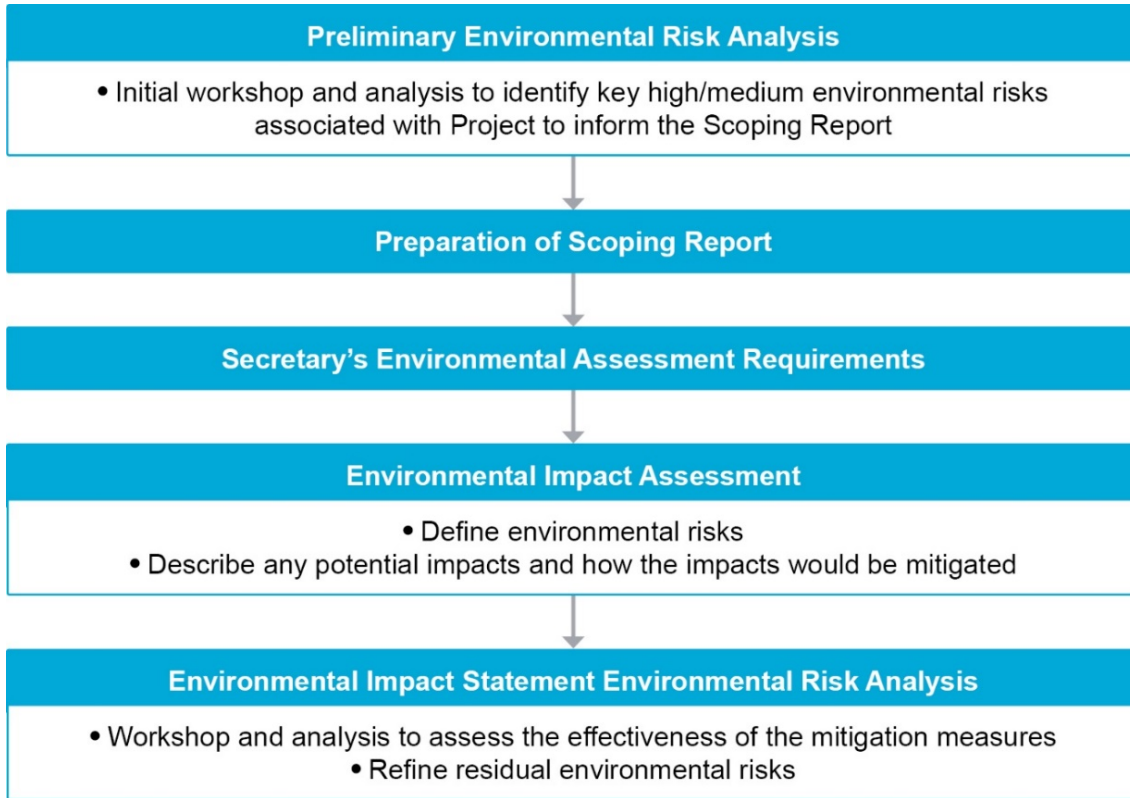 Preliminary Environmental Risk Analysis
• Initial workshop and analysis to identify key high/medium environmental risks
associated with Project to inform the Scoping Report
Preparation of Scoping Report
Secretary’s Environmental Assessment Requirements
Environmental Impact Assessment
• Define environmental risks
• Describe any potential impacts and how the impacts would be mitigated
Environmental Impact Statement Environmental Risk Analysis
• Workshop and analysis to assess the effectiveness of the mitigation measures
• Refine residual environmental risks